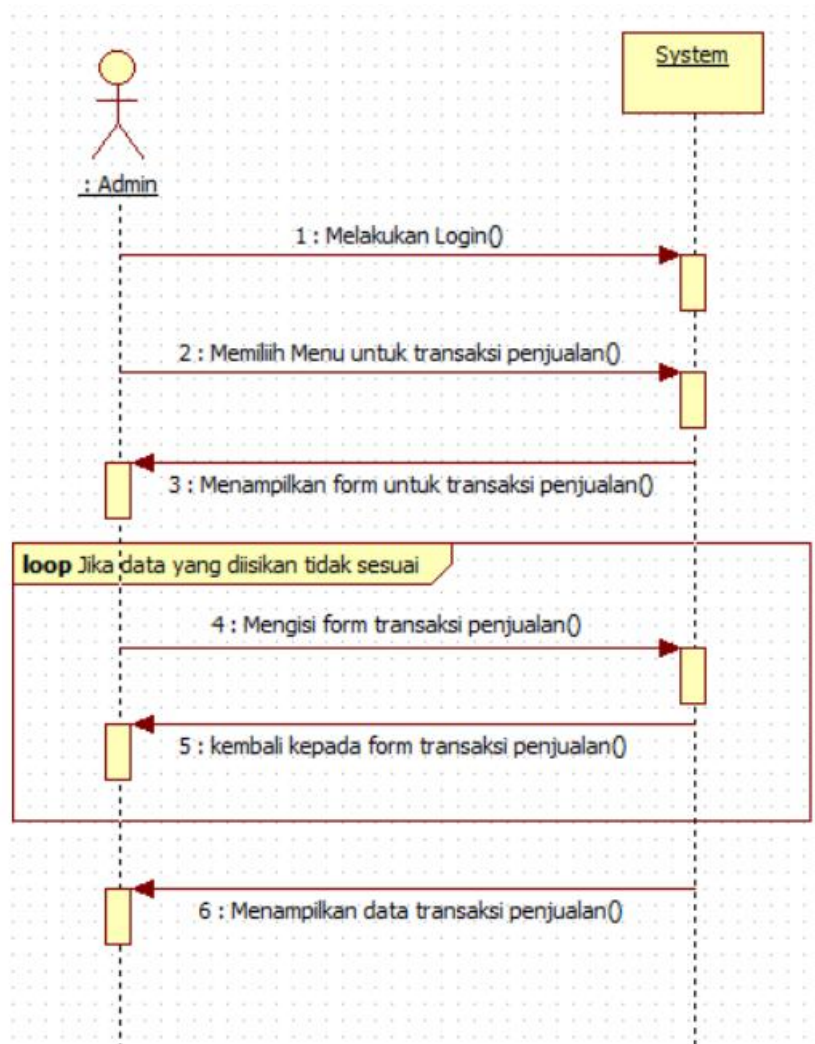 System
: Admin
1 : Melakukan Login()
2 : Memiliih Menu untuk transaksi penjualan()
3 : Menampilkan form untuk transaksi penjualan()
loop Jika data yang diisikan tidak sesuai
4 : Mengisi form transaksi penjualan()
5 : kembali kepada form transaksi penjualan()
6 : Menampilkan data transaksi penjualan()